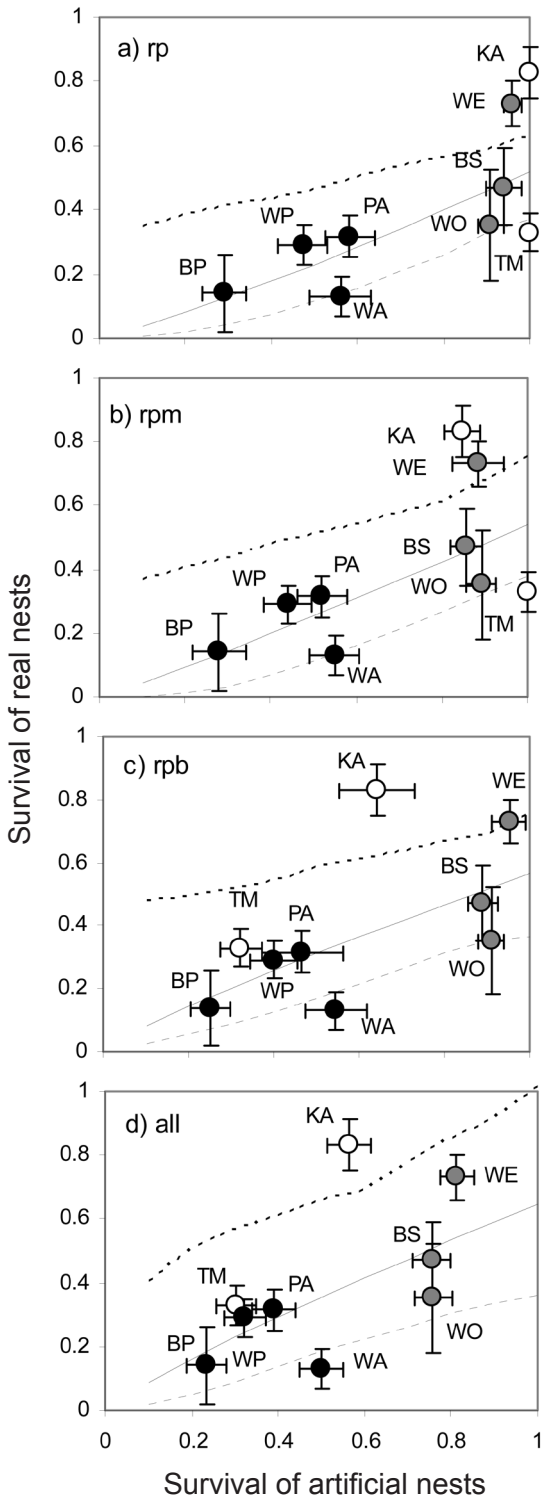 1
a) rp
KA
0.8
WE
0.6
BS
WP
PA
0.4
WO
TM
BP
0.2
WA
0
1
b) rpm
KA
0.8
WE
0.6
BS
WP
PA
0.4
WO
TM
BP
0.2
WA
0
Survival of real nests
1
c) rpb
KA
WE
0.8
0.6
BS
TM
PA
0.4
WP
WO
BP
0.2
WA
0
1
d) all
KA
0.8
WE
0.6
BS
TM
PA
0.4
WO
BP
WP
WA
0.2
0
0 0.2 0.4 0.6 0.8 1
Survival of artificial nests